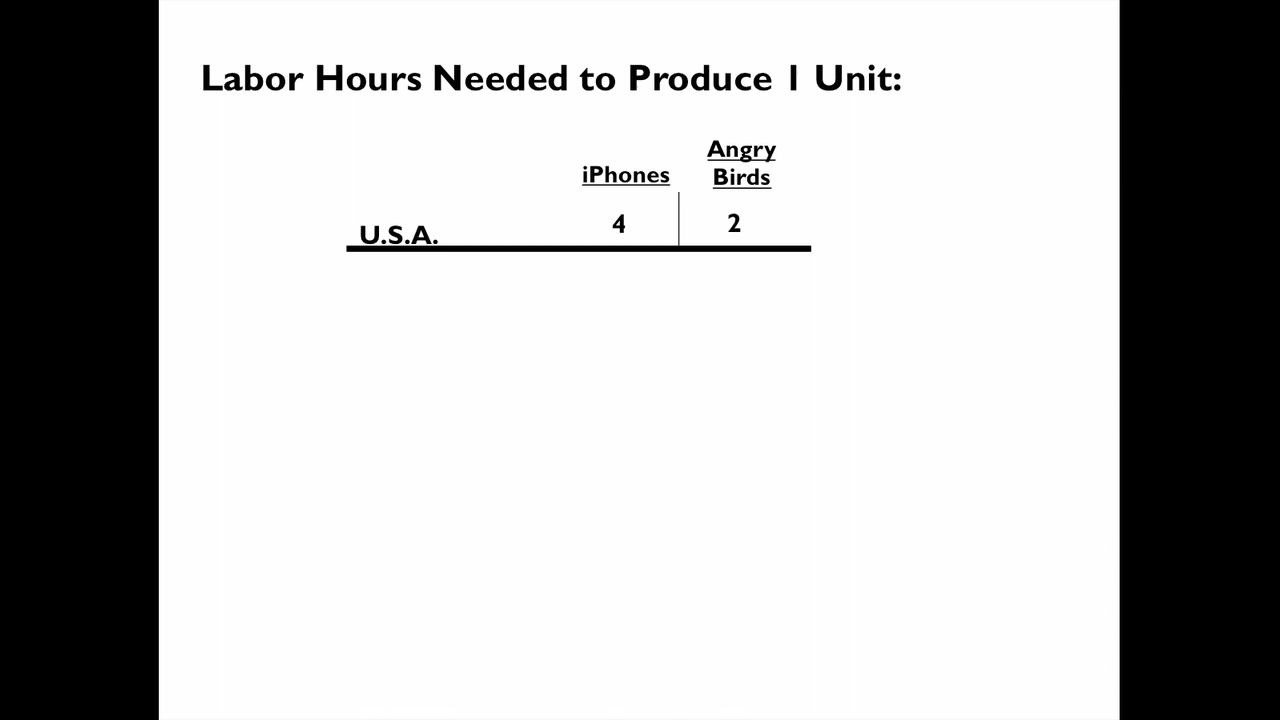 Labor Hours Needed to Produce 1 Unit:
iPhones
Angry
Birds
U.S.A. 4 2